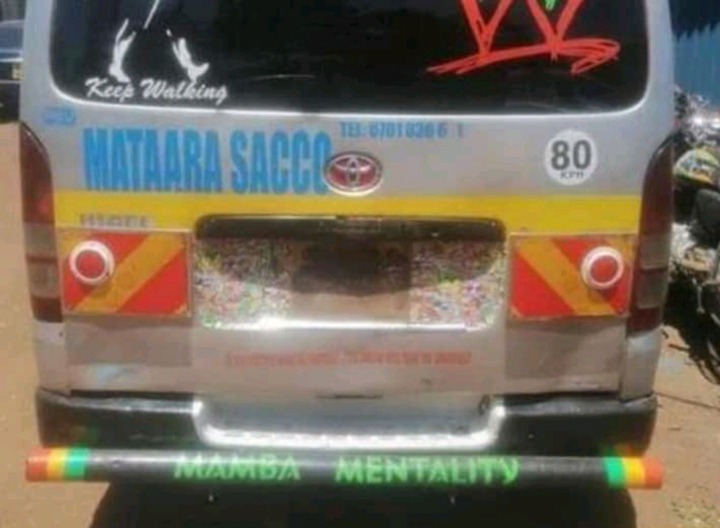 Keep Walking
MATAARA SACCO
80
KPH
HIACE
MAMBA MENTALITY